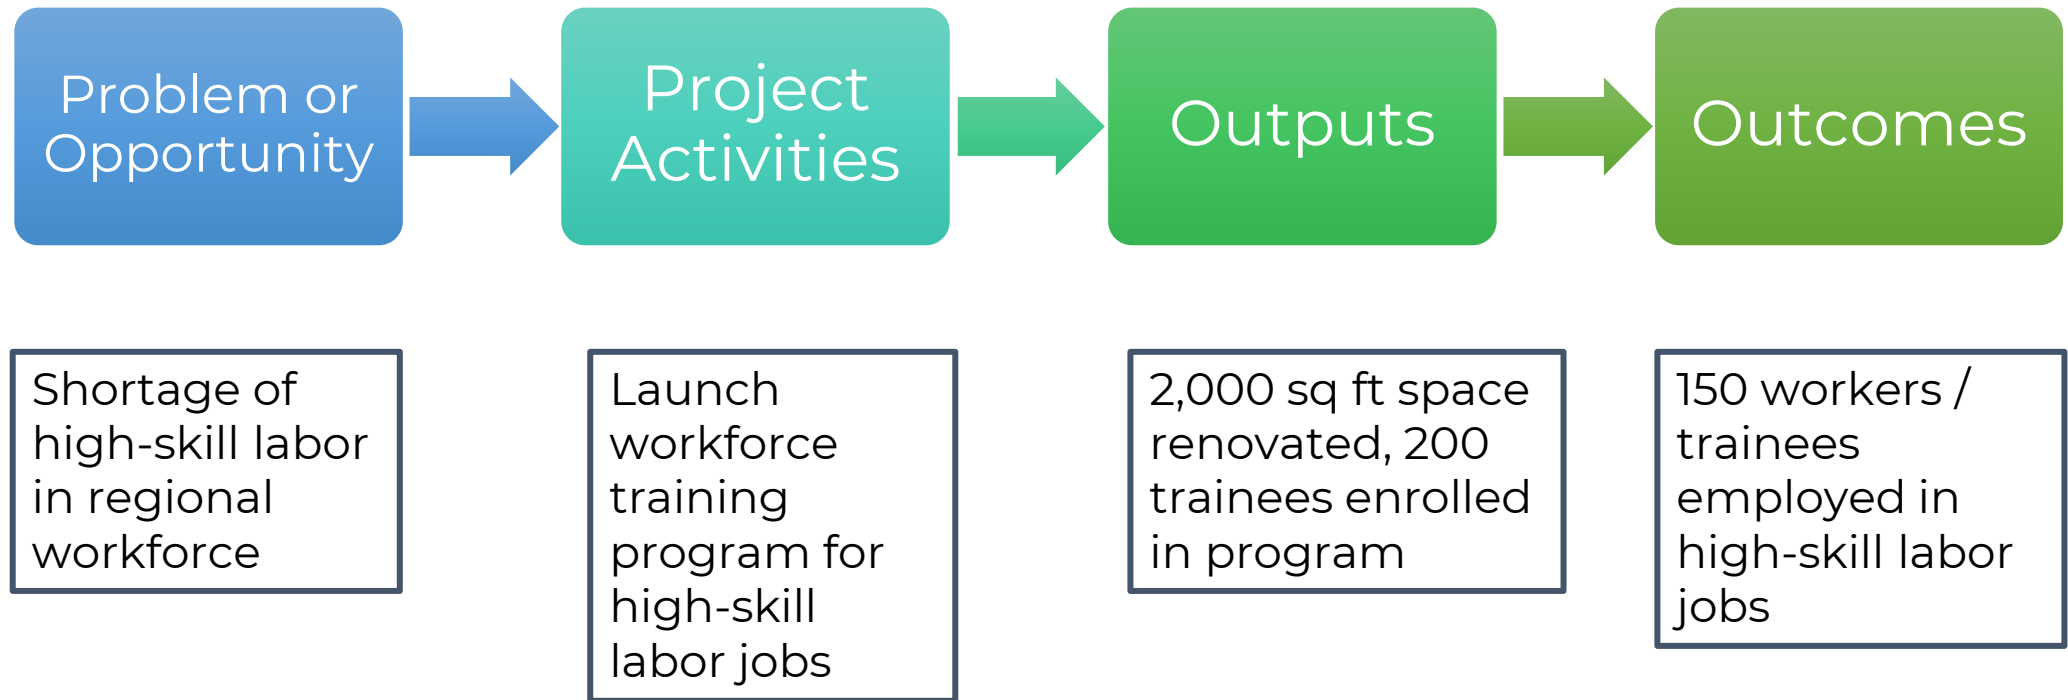 Problem or
Opportunity
Project
Activities
Outputs
Outcomes
Shortage of
high-skill labor
in regional
workforce
Launch
workforce
training
program for
high-skill
labor jobs
2,000 sq ft space
renovated, 200
trainees enrolled
in program
150 workers /
trainees
employed in
high-skill labor
jobs